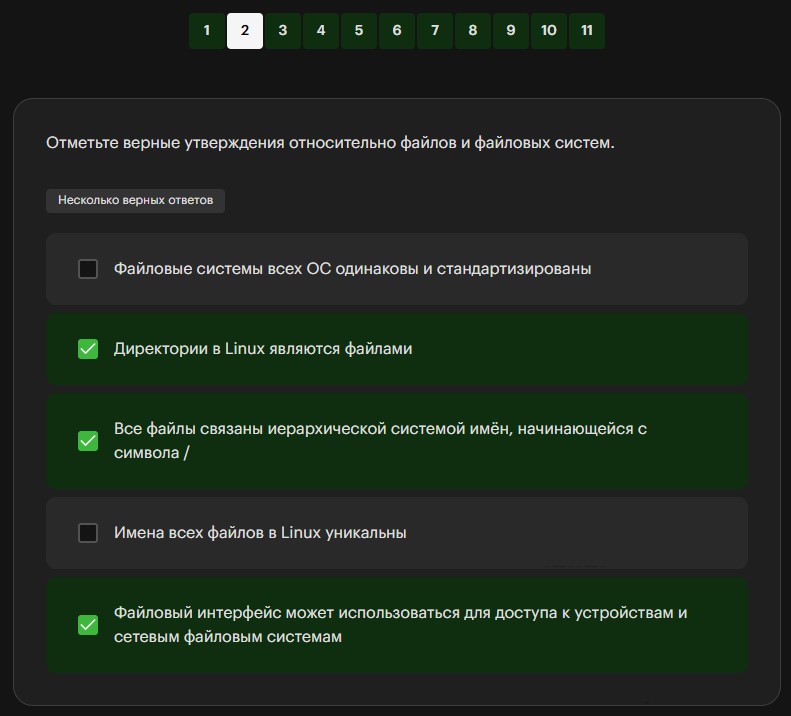 1 2 3 4 5 6 7 8 9 10 11
Отметьте верные утверждения относительно файлов и файловых систем.
Несколько верных ответов
Файловые системы всех ОС одинаковы и стандартизированы
Директории в Linux являются файлами
Все файлы связаны иерархической системой имён, начинающейся с
символа /
Имена всех файлов в Linux уникальны
Файловый интерфейс может использоваться для доступа к устройствам и
сетевым файловым системам